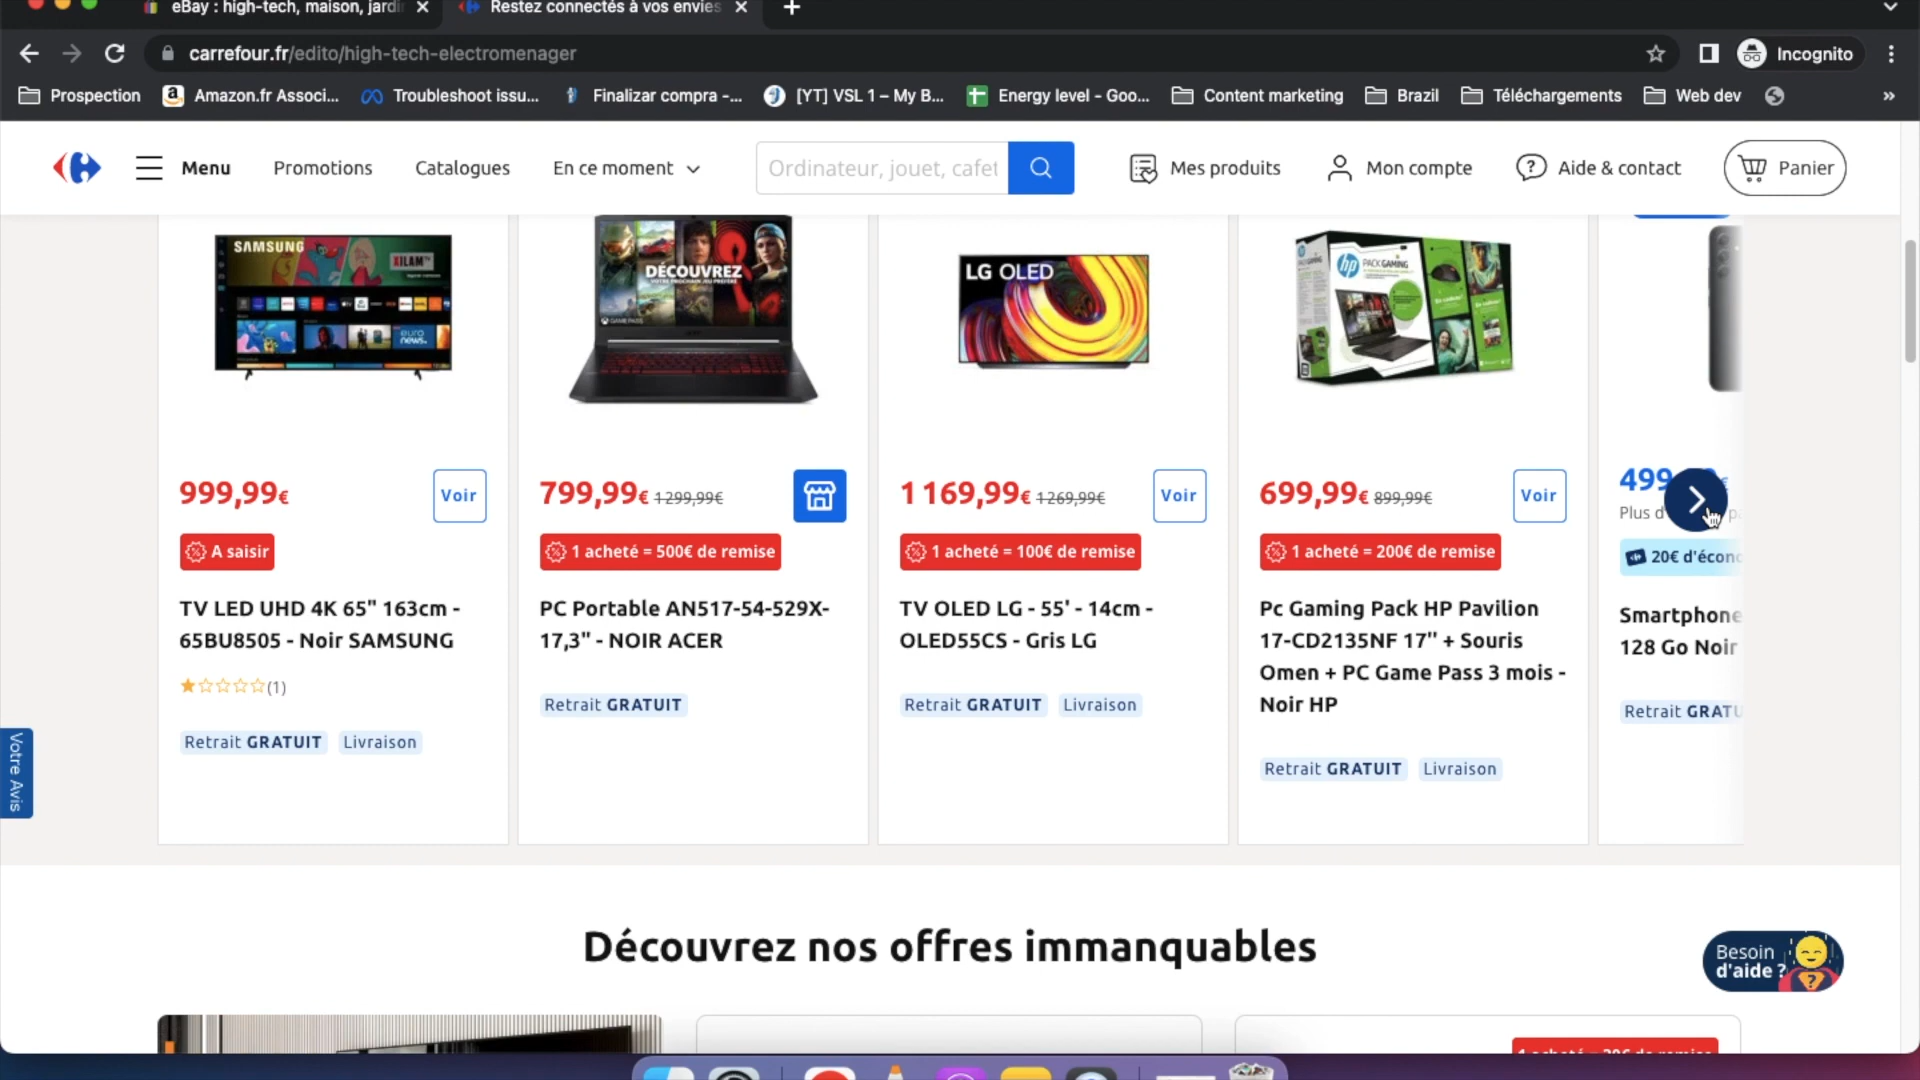 eBay : high-tech, maison, jardi
Restez connectés à vos envies
carrefour.fr/edito/high-tech-electromenager
Incognito
Prospection
Amazon.fr Associ...
Troubleshoot issu...
Finalizar compra -...
[YT] VSL 1 – My B...
Energy level - Goo...
Content marketing
Brazil
Téléchargements
Web dev
Menu
Promotions
Catalogues
En ce moment
Ordinateur, jouet, cafet
Mes produits
Mon compte
Aide & contact
Panier
SAMSUNG
XILAM TV
euro
news.
DÉCOUVREZ
VOTRE PROCHAIN JEU PRÉFÉRÉ
LG OLED
hp PACK GAMING
999,99€
Voir
799,99€ 1 299,99€
1 169,99€ 1 269,99€
Voir
699,99€ 899,99€
Voir
499
Plus d
A saisir
1 acheté = 500€ de remise
1 acheté = 100€ de remise
1 acheté = 200€ de remise
20€ d'écono
TV LED UHD 4K 65" 163cm -
65BU8505 - Noir SAMSUNG
(1)
Retrait GRATUIT
Livraison
PC Portable AN517-54-529X-
17,3" - NOIR ACER
Retrait GRATUIT
TV OLED LG - 55' - 14cm -
OLED55CS - Gris LG
Retrait GRATUIT
Livraison
Pc Gaming Pack HP Pavilion
17-CD2135NF 17'' + Souris
Omen + PC Game Pass 3 mois -
Noir HP
Retrait GRATUIT
Livraison
Smartphone
128 Go Noir
Retrait GRATU
Votre Avis
Découvrez nos offres immanquables
Besoin
d'aide ?